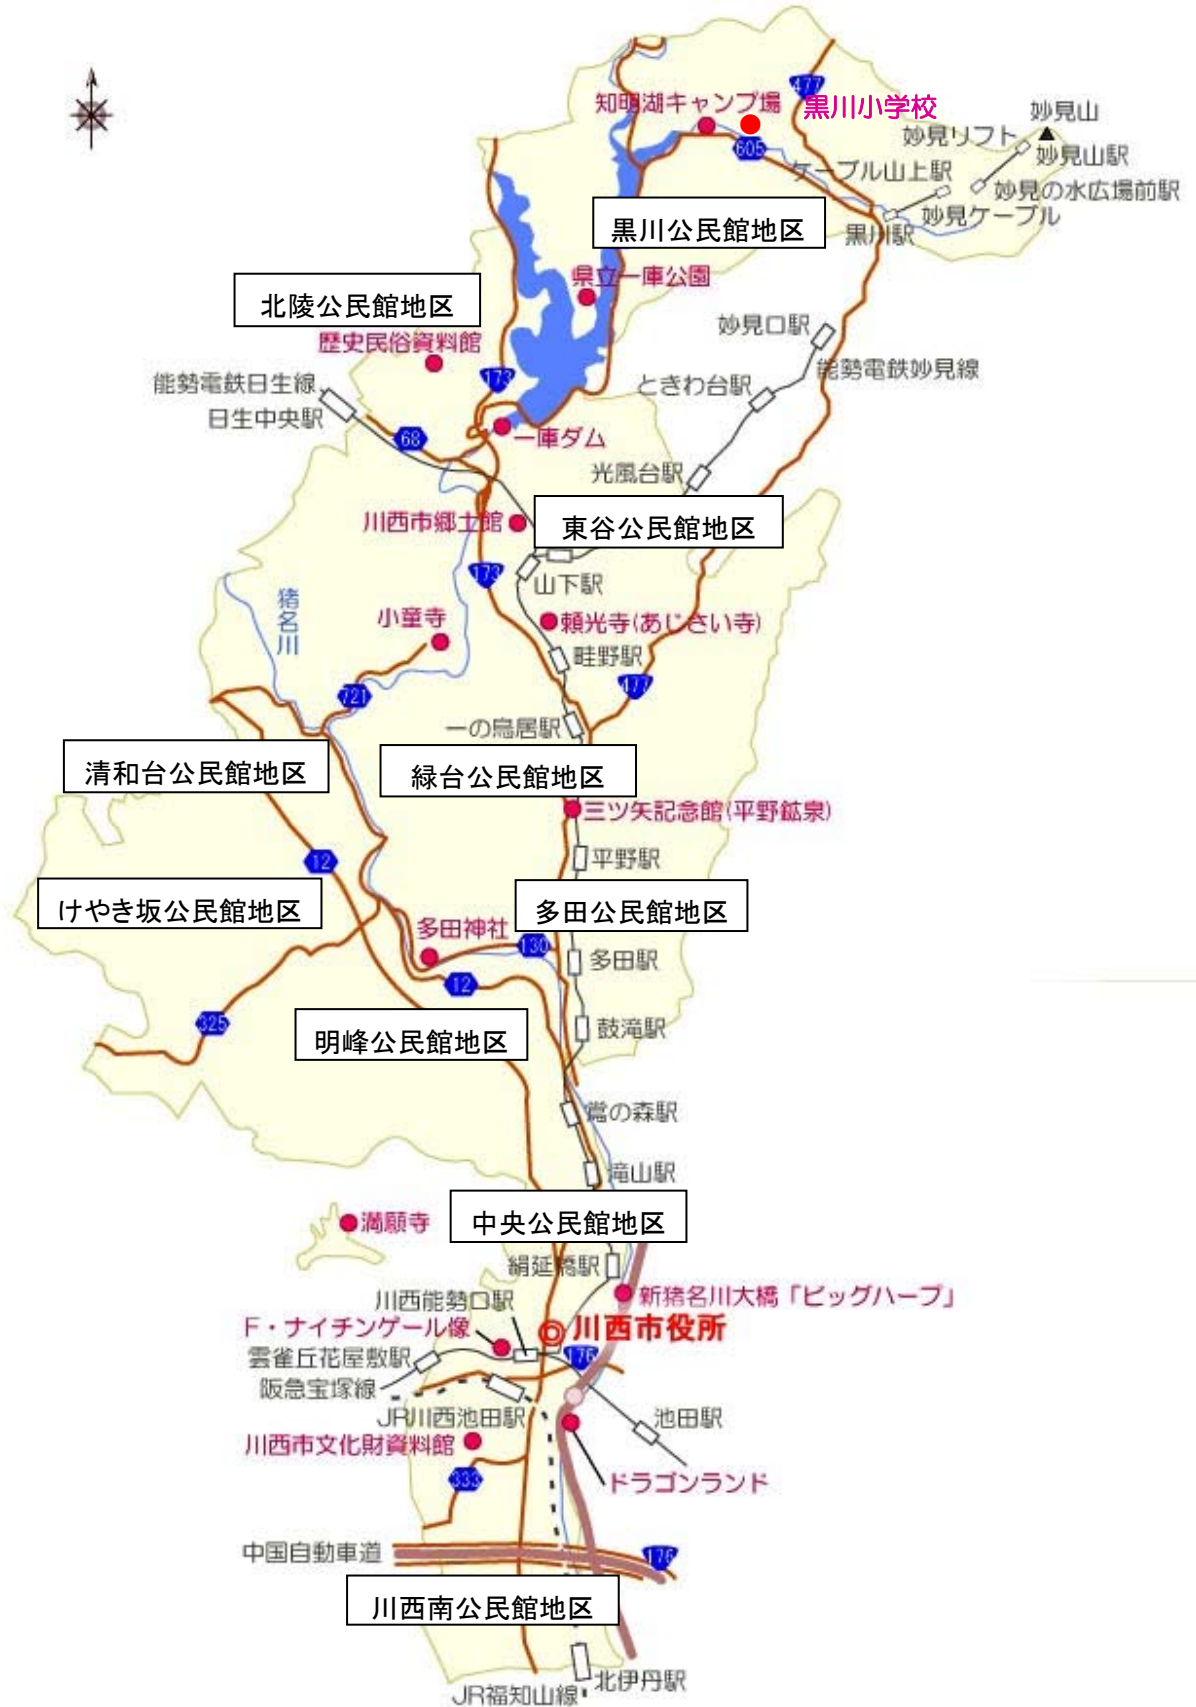 477
知明湖キャンプ場
黒川小学校
妙見山
605
妙見リフト
妙見山駅
ケーブル山上駅
妙見の水広場前駅
妙見ケーブル
黒川公民館地区
黒川駅
県立一庫公園
北陵公民館地区
妙見口駅
歴史民俗資料館
能勢電鉄妙見線
能勢電鉄日生線
173
ときわ台駅
日生中央駅
68
一庫ダム
光風台駅
川西市郷土館
東谷公民館地区
173
山下駅
猪名川
小童寺
頼光寺(あじさい寺)
畦野駅
721
477
一の鳥居駅
清和台公民館地区
緑台公民館地区
三ツ矢記念館(平野鉱泉)
12
平野駅
けやき坂公民館地区
多田公民館地区
多田神社
130
多田駅
12
325
明峰公民館地区
鼓滝駅
鴬の森駅
滝山駅
満願寺
中央公民館地区
絹延橋駅
新猪名川大橋「ビッグハープ」
川西能勢口駅
F・ナイチンゲール像
川西市役所
雲雀丘花屋敷駅
176
阪急宝塚線
JR川西池田駅
池田駅
川西市文化財資料館
333
ドラゴンランド
中国自動車道
176
川西南公民館地区
北伊丹駅
JR福知山線